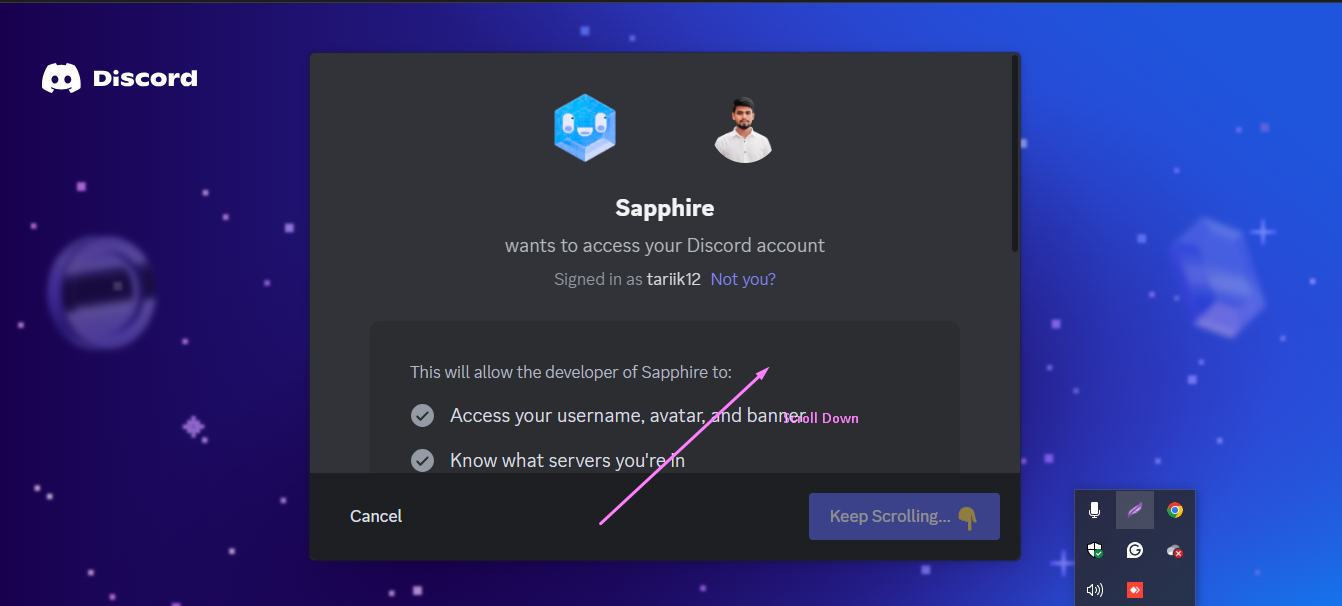 Discord
Sapphire
wants to access your Discord account
Signed in as tariik12 Not you?
This will allow the developer of Sapphire to:
Access your username, avatar, and banner
Scroll Down
Know what servers you're in
Cancel
Keep Scrolling...